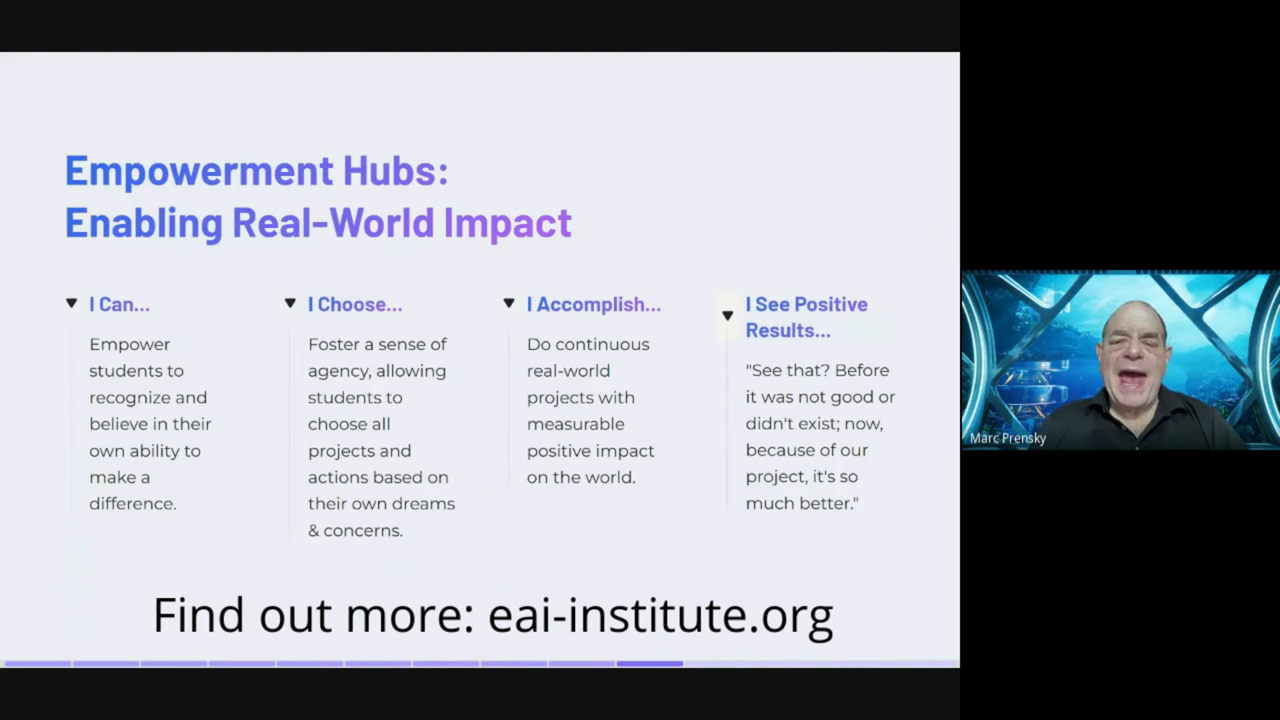 Empowerment Hubs:
Enabling Real-World Impact
I Can...
Empower
students to
recognize and
believe in their
own ability to
make a
difference.
I Choose...
Foster a sense of
agency, allowing
students to
choose all
projects and
actions based on
their own dreams
& concerns.
I Accomplish...
Do continuous
real-world
projects with
measurable
positive impact
on the world.
I See Positive
Results...
"See that? Before
it was not good or
didn't exist; now,
because of our
project, it's so
much better."
Find out more: eai-institute.org
Marc Prensky